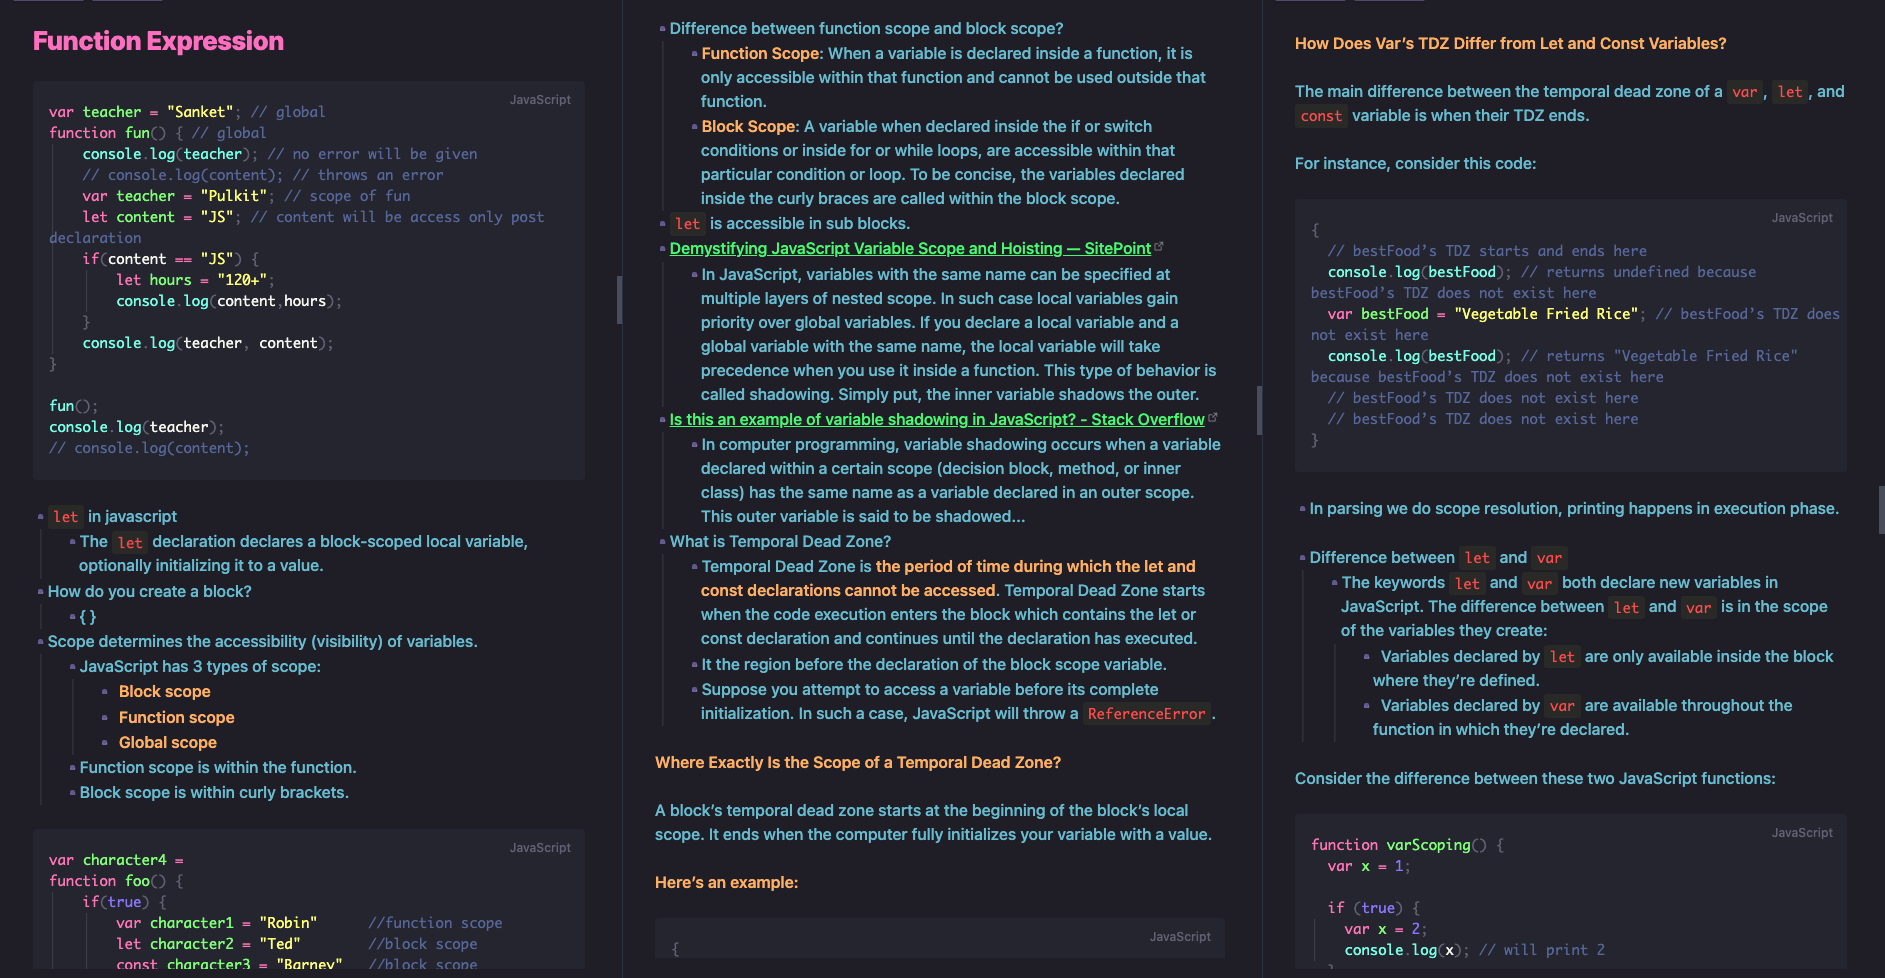 Function Expression
JavaScript
var teacher = "Sanket"; // global
function fun() { // global
console.log(teacher); // no error will be given
// console.log(content); // throws an error
var teacher = "Pulkit"; // scope of fun
let content = "JS"; // content will be access only post
declaration
if(content == "JS") {
let hours = "120+";
console.log(content,hours);
}
console.log(teacher, content);
}
fun();
console.log(teacher);
// console.log(content);
let in javascript
The let declaration declares a block-scoped local variable,
optionally initializing it to a value.
How do you create a block?
{ }
Scope determines the accessibility (visibility) of variables.
JavaScript has 3 types of scope:
Block scope
Function scope
Global scope
Function scope is within the function.
Block scope is within curly brackets.
JavaScript
var character4 =
function foo() {
if(true) {
var character1 = "Robin" //function scope
let character2 = "Ted" //block scope
const character3 = "Barney" //block scope
Difference between function scope and block scope?
Function Scope: When a variable is declared inside a function, it is
only accessible within that function and cannot be used outside that
function.
Block Scope: A variable when declared inside the if or switch
conditions or inside for or while loops, are accessible within that
particular condition or loop. To be concise, the variables declared
inside the curly braces are called within the block scope.
let is accessible in sub blocks.
Demystifying JavaScript Variable Scope and Hoisting — SitePoint
In JavaScript, variables with the same name can be specified at
multiple layers of nested scope. In such case local variables gain
priority over global variables. If you declare a local variable and a
global variable with the same name, the local variable will take
precedence when you use it inside a function. This type of behavior is
called shadowing. Simply put, the inner variable shadows the outer.
Is this an example of variable shadowing in JavaScript? - Stack Overflow
In computer programming, variable shadowing occurs when a variable
declared within a certain scope (decision block, method, or inner
class) has the same name as a variable declared in an outer scope.
This outer variable is said to be shadowed...
What is Temporal Dead Zone?
Temporal Dead Zone is the period of time during which the let and
const declarations cannot be accessed. Temporal Dead Zone starts
when the code execution enters the block which contains the let or
const declaration and continues until the declaration has executed.
It the region before the declaration of the block scope variable.
Suppose you attempt to access a variable before its complete
initialization. In such a case, JavaScript will throw a ReferenceError.
Where Exactly Is the Scope of a Temporal Dead Zone?
A block's temporal dead zone starts at the beginning of the block's local
scope. It ends when the computer fully initializes your variable with a value.
Here's an example:
JavaScript
{
How Does Var's TDZ Differ from Let and Const Variables?
The main difference between the temporal dead zone of a var, let, and
const variable is when their TDZ ends.
For instance, consider this code:
JavaScript
{
// bestFood's TDZ starts and ends here
console.log(bestFood); // returns undefined because
bestFood's TDZ does not exist here
var bestFood = "Vegetable Fried Rice"; // bestFood's TDZ does
not exist here
console.log(bestFood); // returns "Vegetable Fried Rice"
because bestFood's TDZ does not exist here
// bestFood's TDZ does not exist here
// bestFood's TDZ does not exist here
}
In parsing we do scope resolution, printing happens in execution phase.
Difference between let and var
The keywords let and var both declare new variables in
JavaScript. The difference between let and var is in the scope
of the variables they create:
Variables declared by let are only available inside the block
where they're defined.
Variables declared by var are available throughout the
function in which they're declared.
Consider the difference between these two JavaScript functions:
JavaScript
function varScoping() {
var x = 1;
if (true) {
var x = 2;
console.log(x); // will print 2